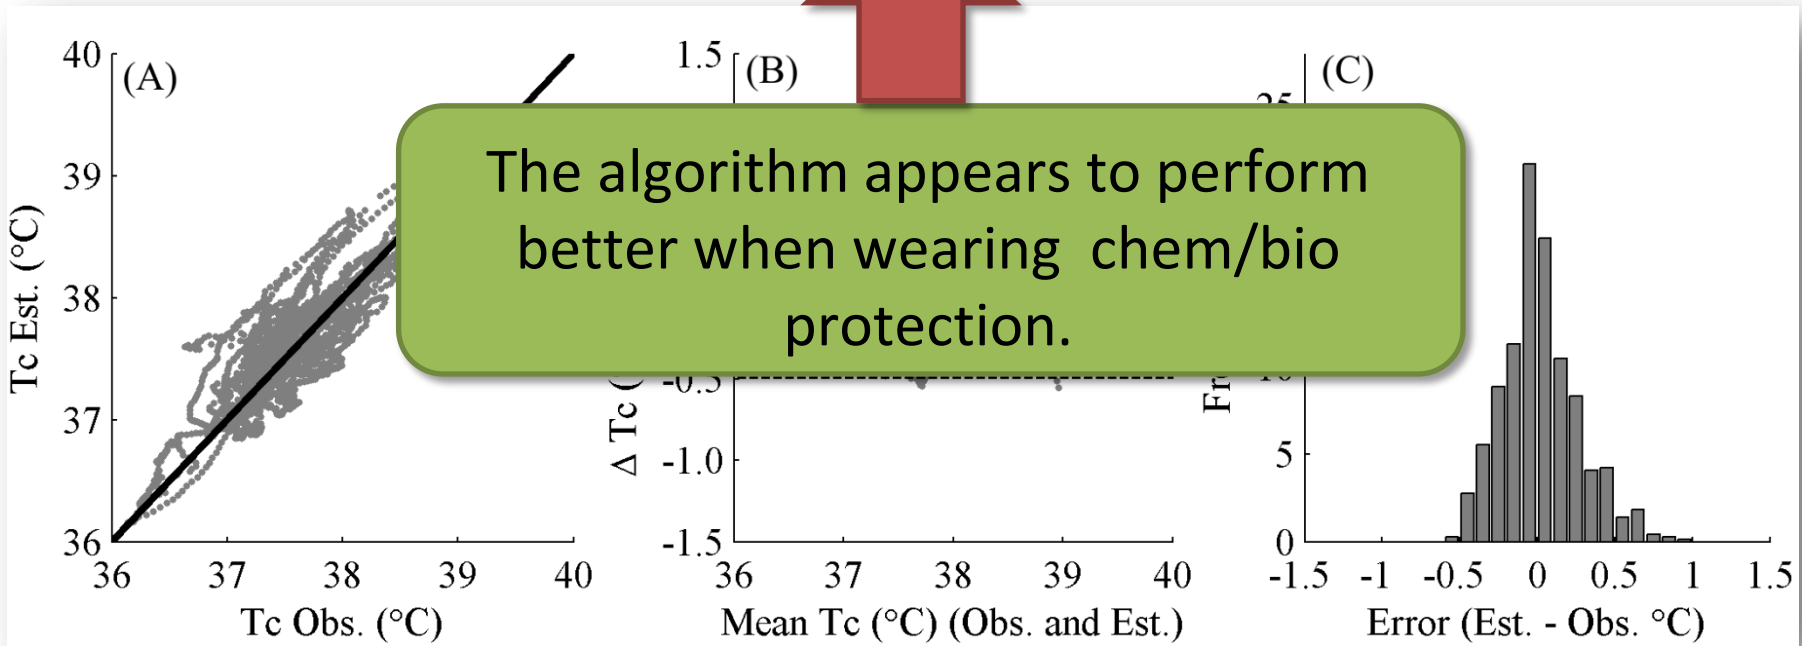 (A)
40
39
38
37
36
36 37 38 39 40
Tc Est. (°C)
Tc Obs. (°C)
(B)
1.5
-0.5
-1.0
-1.5
36 37 38 39 40
Δ Tc (
Mean Tc (°C) (Obs. and Est.)
(C)
25
10
5
0
-1.5 -1 -0.5 0 0.5 1 1.5
Error (Est. - Obs. °C)
The algorithm appears to perform
better when wearing chem/bio
protection.